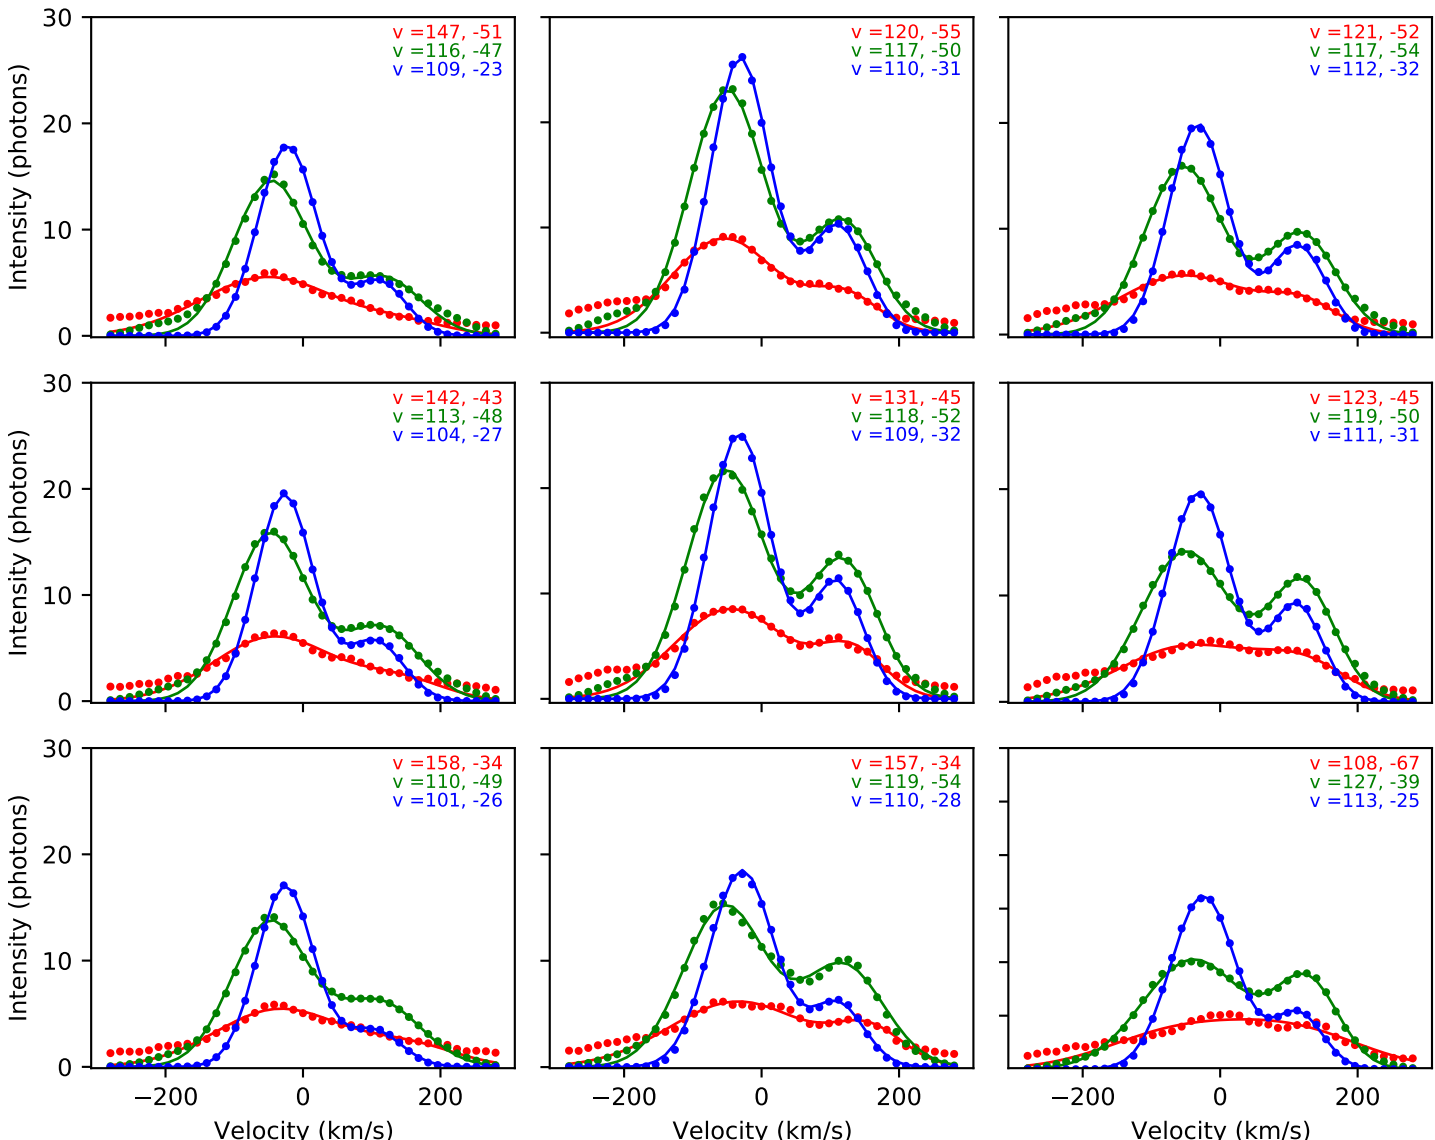 30
20
10
0
Intensity (photons)
v =147, -51
v =116, -47
v =109, -23
v =120, -55
v =117, -50
v =110, -31
v =121, -52
v =117, -54
v =112, -32
30
20
10
0
Intensity (photons)
v =142, -43
v =113, -48
v =104, -27
v =131, -45
v =118, -52
v =109, -32
v =123, -45
v =119, -50
v =111, -31
30
20
10
0
Intensity (photons)
v =158, -34
v =110, -49
v =101, -26
v =157, -34
v =119, -54
v =110, -28
v =108, -67
v =127, -39
v =113, -25
−200 0 200
−200 0 200
−200 0 200
Velocity (km/s)
Velocity (km/s)
Velocity (km/s)